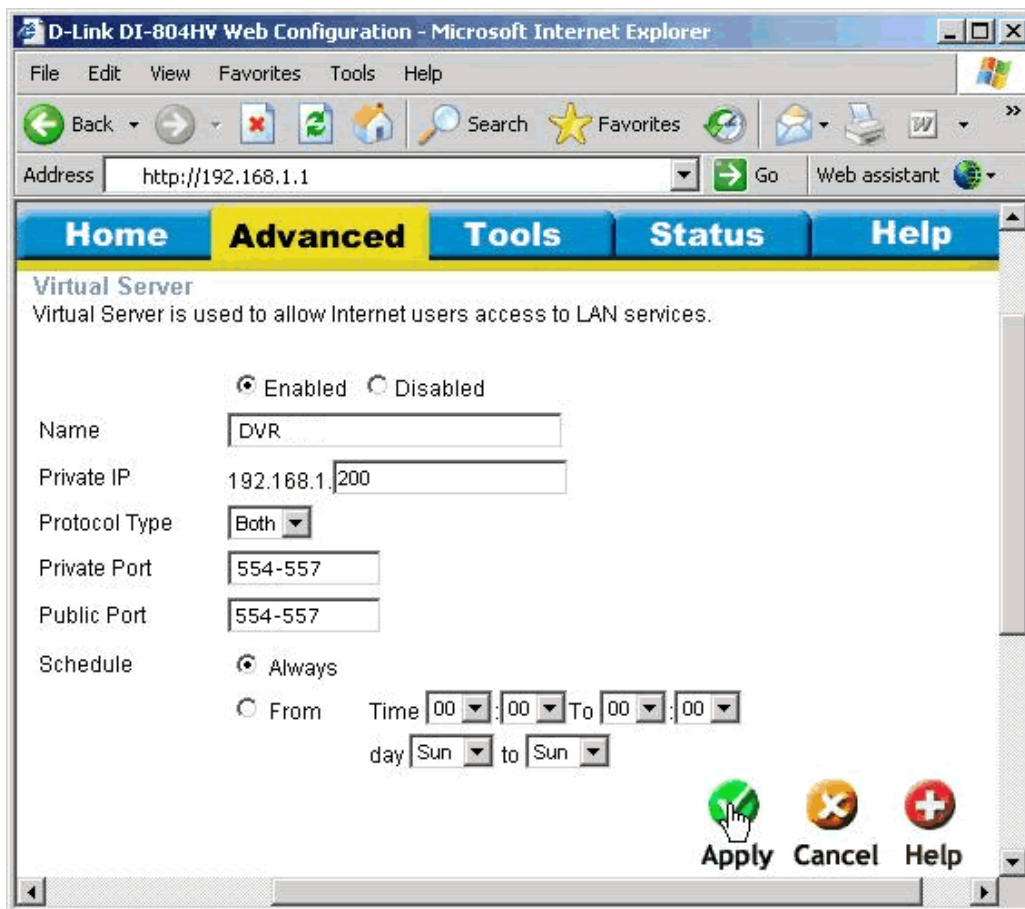 D-Link DI-804HV Web Configuration - Microsoft Internet Explorer
File Edit View Favorites Tools Help
Back Search Favorites W »
Address http://192.168.1.1 Go Web assistant
Home Advanced Tools Status Help
Virtual Server
Virtual Server is used to allow Internet users access to LAN services.
Enabled Disabled
Name DVR
Private IP 192.168.1. 200
Protocol Type Both
Private Port 554-557
Public Port 554-557
Schedule Always
From Time 00 : 00 To 00 : 00
day Sun to Sun
Apply Cancel Help